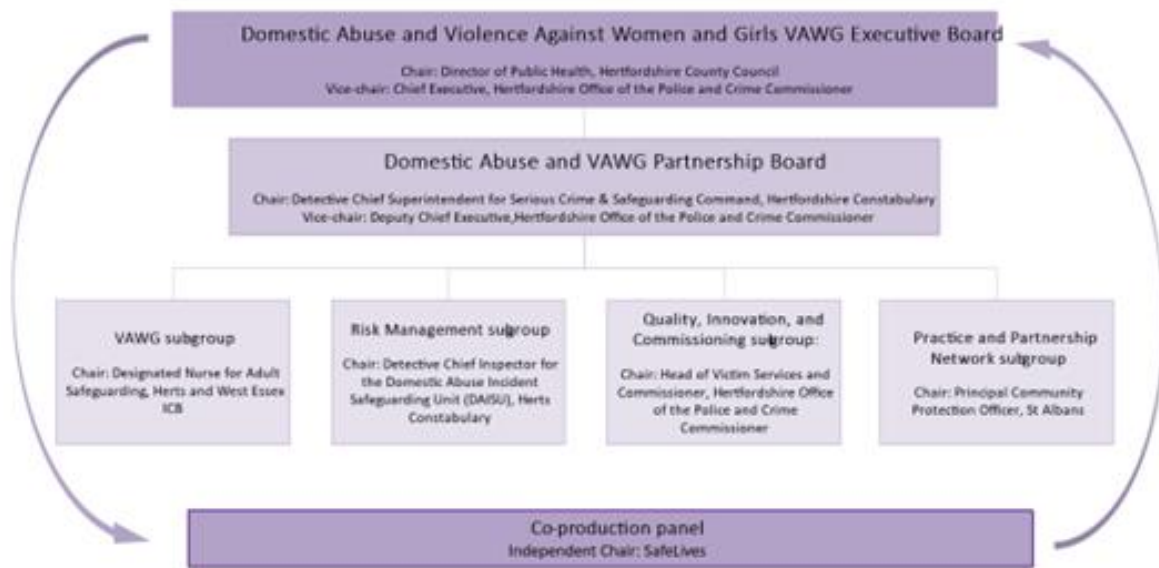 Domestic Abuse and Violence Against Women and Girls VAWG Executive Board
Chair: Director of Public Health, Hertfordshire County Council
Vice-chair: Chief Executive, Hertfordshire Office of the Police and Crime Commissioner
Domestic Abuse and VAWG Partnership Board
Chair: Detective Chief Superintendent for Serious Crime & Safeguarding Command, Hertfordshire Constabulary
Vice-chair: Deputy Chief Executive,Hertfordshire Office of the Police and Crime Commissioner
VAWG subgroup
Chair: Designated Nurse for Adult
Safeguarding, Herts and West Essex
ICB
Risk Management subgroup
Chair: Detective Chief Inspector for
the Domestic Abuse Incident
Safeguarding Unit (DAISU), Herts
Constabulary
Quality, Innovation, and
Commissioning subgroup:
Chair: Head of Victim Services and
Commissioner, Hertfordshire Office
of the Police and Crime
Commissioner
Practice and Partnership
Network subgroup
Chair: Principal Community
Protection Officer, St Albans
Co-production panel
Independent Chair: SafeLives